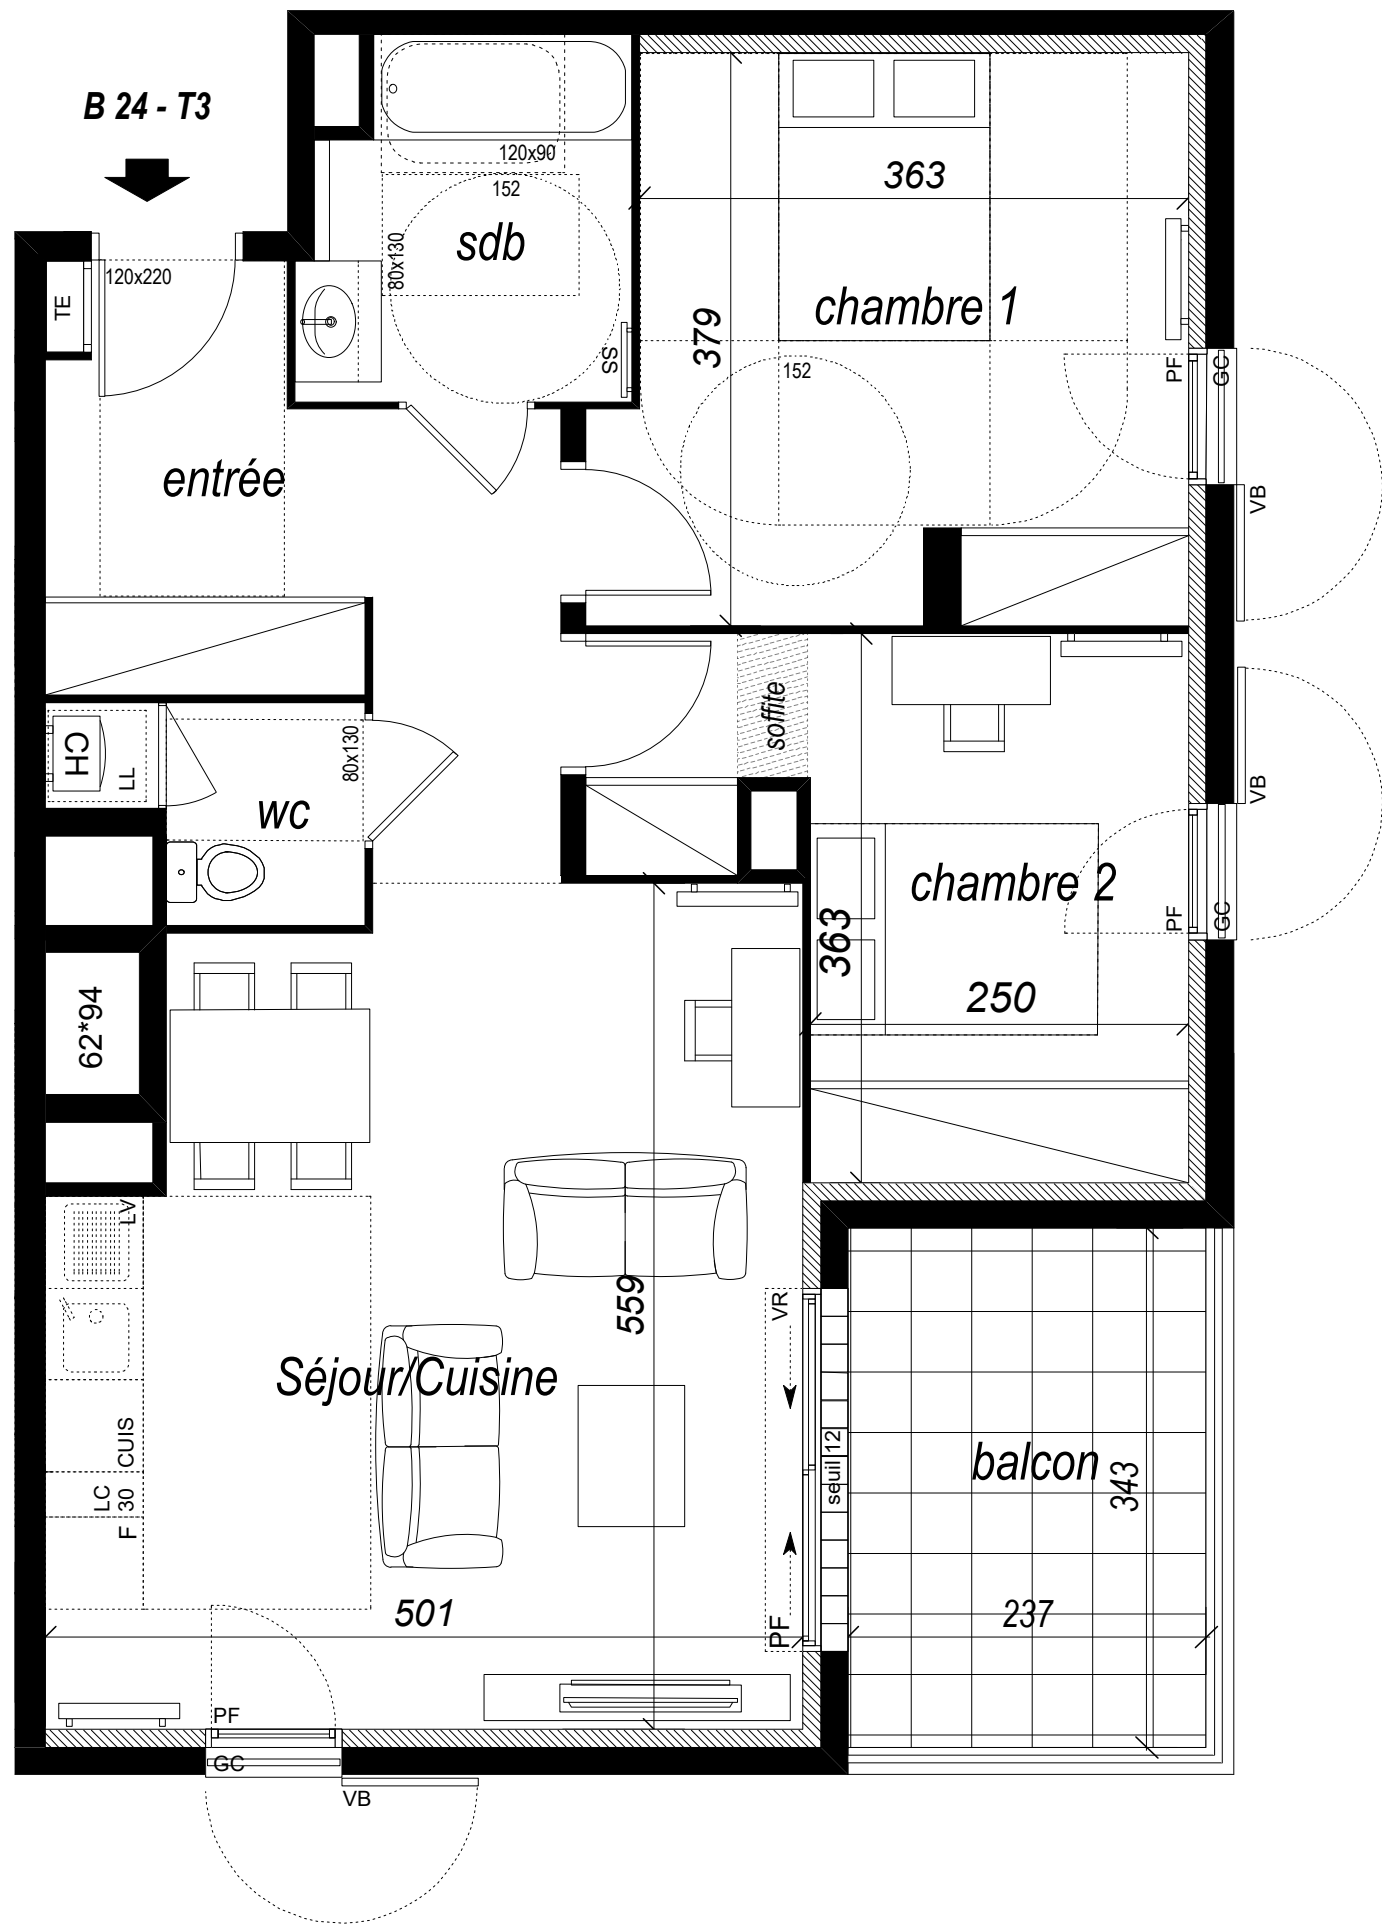 B 24 - T3
120x90
152
363
sdb
80x130
120x220
TE
chambre 1
379
SS
152
PF
GC
entrée
VB
soffite
CH
LL
80x130
wc
VB
chambre 2
363
PF
GC
250
62*94
LV
559
VR
Séjour/Cuisine
CUIS
LC
30
F
seuil 12
balcon
343
501
237
PF
PF
GC
VB